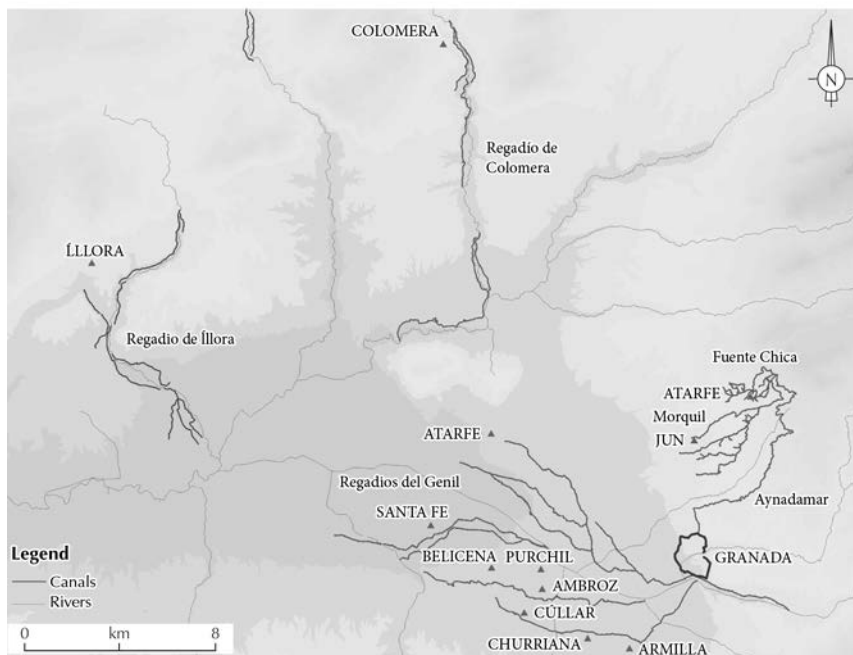 COLOMERA
N
Regadío de
Colomera
ÍLLORA
Regadio de Íllora
Fuente Chica
ATARFE
Morquil
JUN
ATARFE
Regadios del Genil
Aynadamar
SANTA FE
Legend
Canals
Rivers
BELICENA
PURCHIL
GRANADA
AMBROZ
CÚLLAR
CHURRIANA
ARMILLA
0 km 8